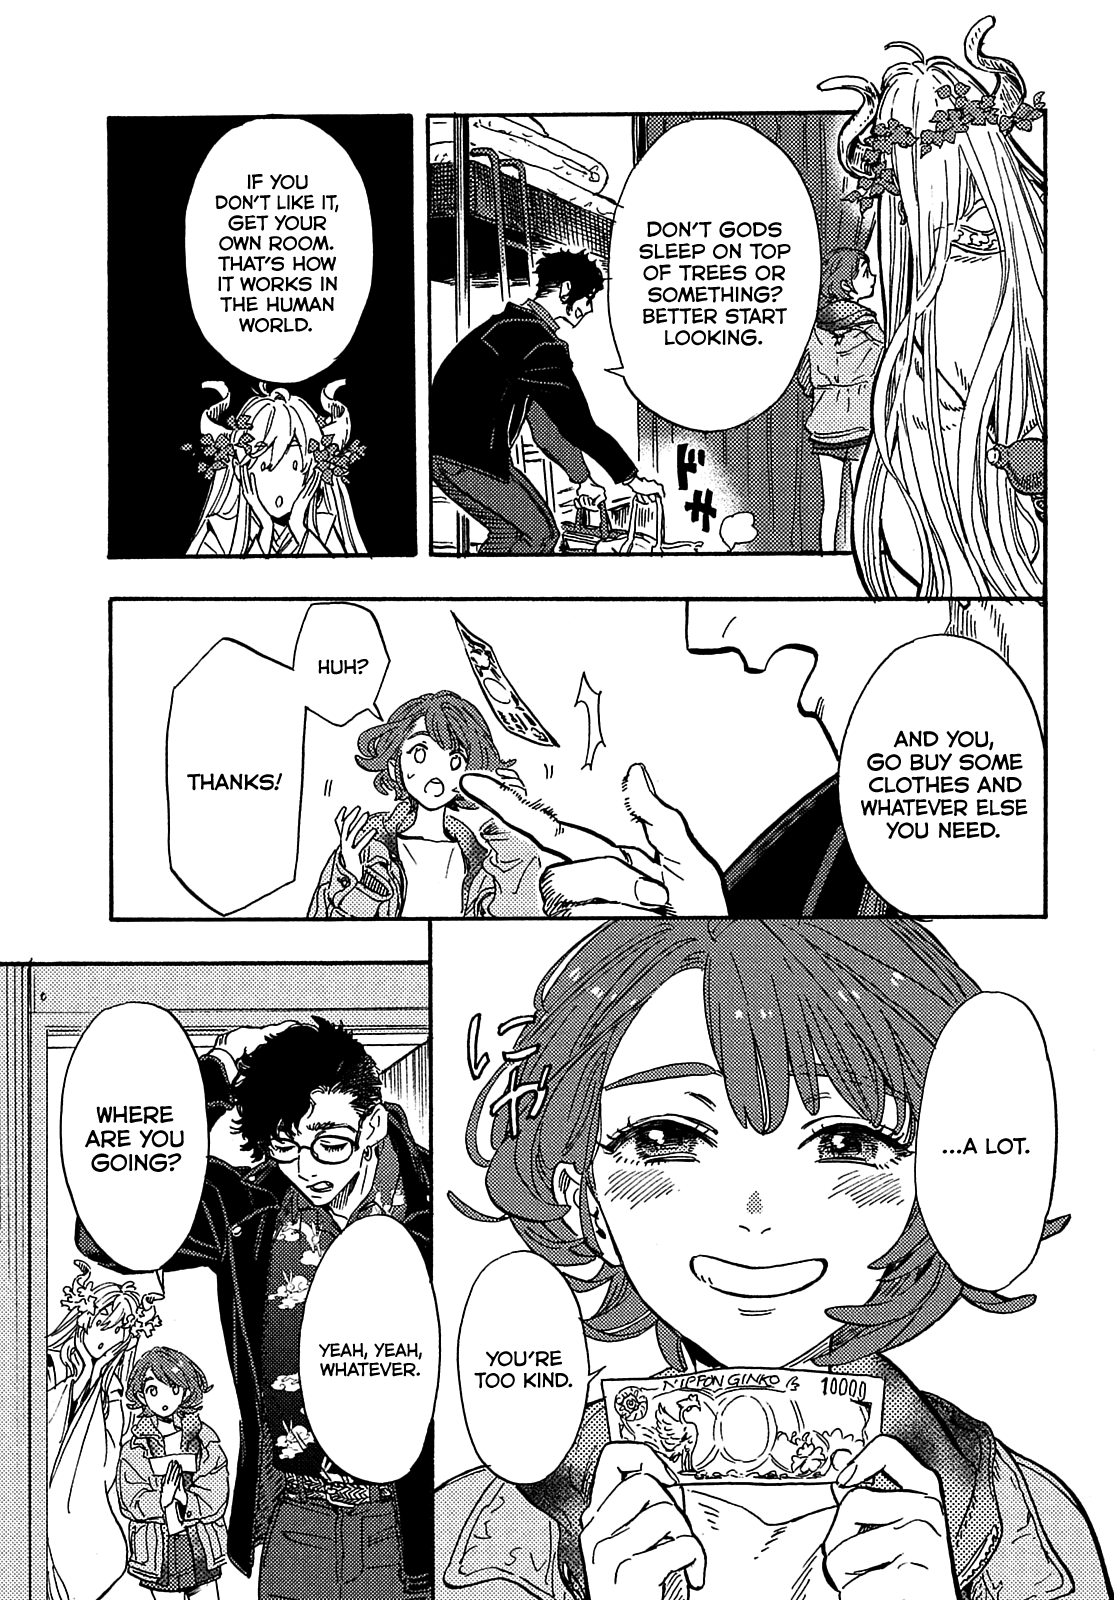 DON'T GODS
SLEEP ON TOP
OF TREES OR
SOMETHING?
BETTER START
LOOKING.
ドサ
IF YOU
DON'T LIKE IT,
GET YOUR
OWN ROOM.
THAT'S HOW
IT WORKS IN
THE HUMAN
WORLD.
AND YOU,
GO BUY SOME
CLOTHES AND
WHATEVER ELSE
YOU NEED.
HUH?
THANKS!
...A LOT.
YOU'RE
TOO KIND.
NIPPON GINKO
10000
WHERE
ARE YOU
GOING?
YEAH, YEAH,
WHATEVER.